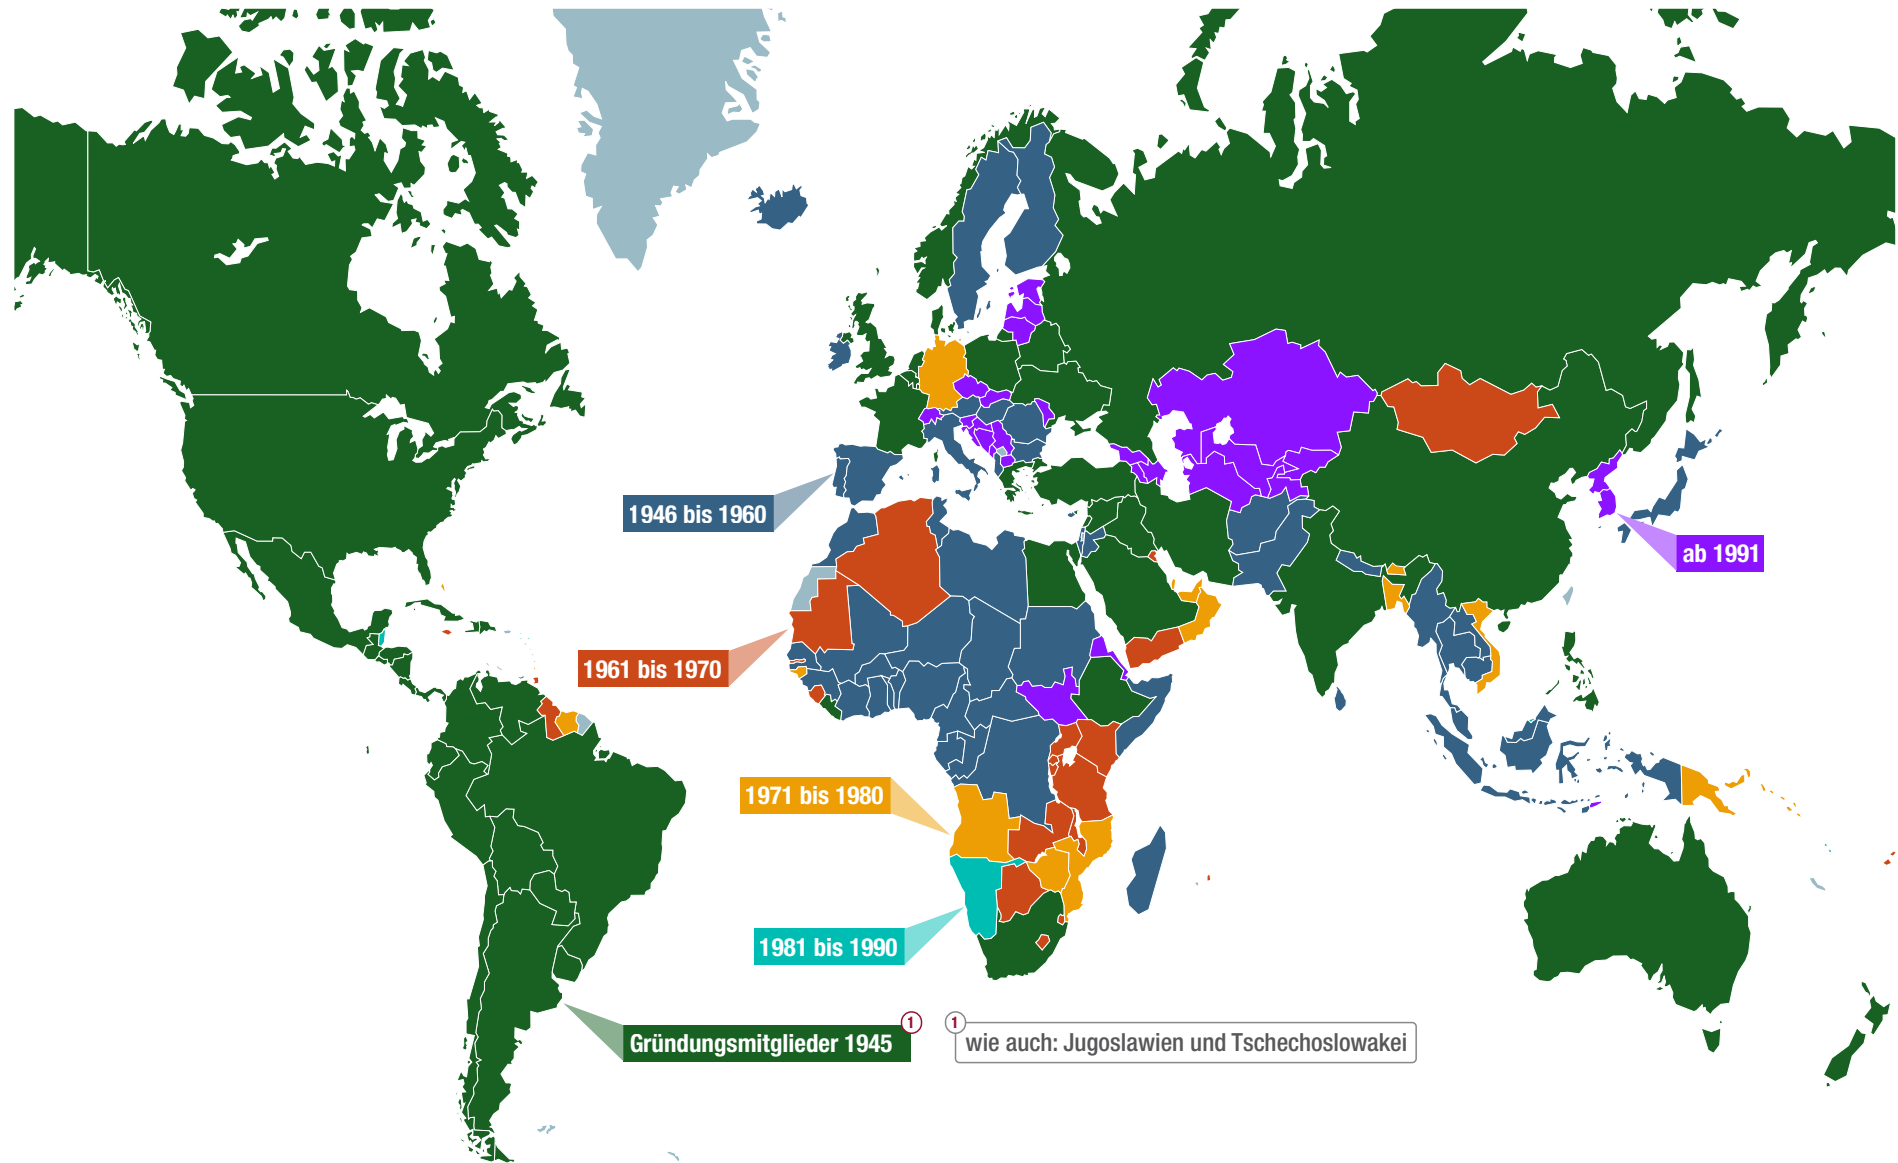 1946 bis 1960
ab 1991
1961 bis 1970
1971 bis 1980
1981 bis 1990
Gründungsmitglieder 1945 1
1 wie auch: Jugoslawien und Tschechoslowakei